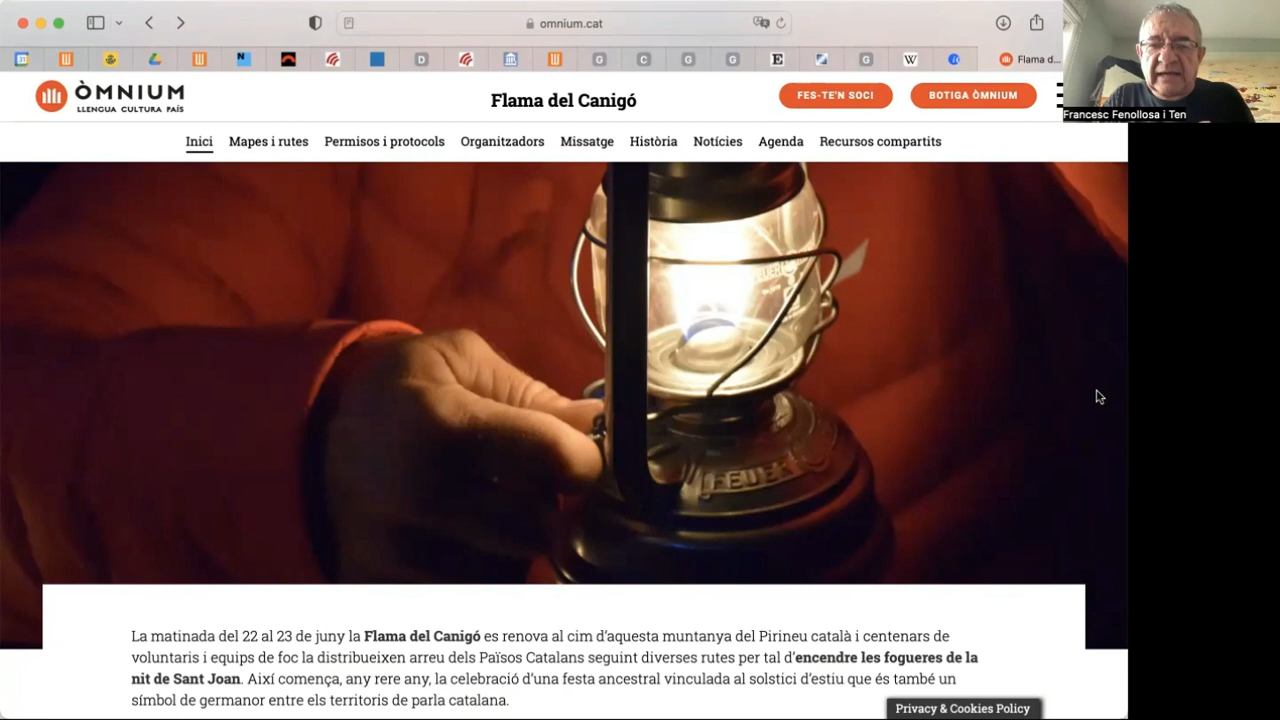 omnium.cat
Flama d...
Francesc Fenollosa i Ten
ÒMNIUM
LLENGUA CULTURA PAÍS
Flama del Canigó
FES-TE'N SOCI
BOTIGA ÒMNIUM
Inici
Mapes i rutes
Permisos i protocols
Organitzadors
Missatge
Història
Notícies
Agenda
Recursos compartits
FEUER
La matinada del 22 al 23 de juny la Flama del Canigó es renova al cim d'aquesta muntanya del Pirineu català i centenars de
voluntaris i equips de foc la distribueixen arreu dels Països Catalans seguint diverses rutes per tal d'encendre les fogueres de la
nit de Sant Joan. Així comença, any rere any, la celebració d'una festa ancestral vinculada al solstici d'estiu que és també un
símbol de germanor entre els territoris de parla catalana.
Privacy & Cookies Policy